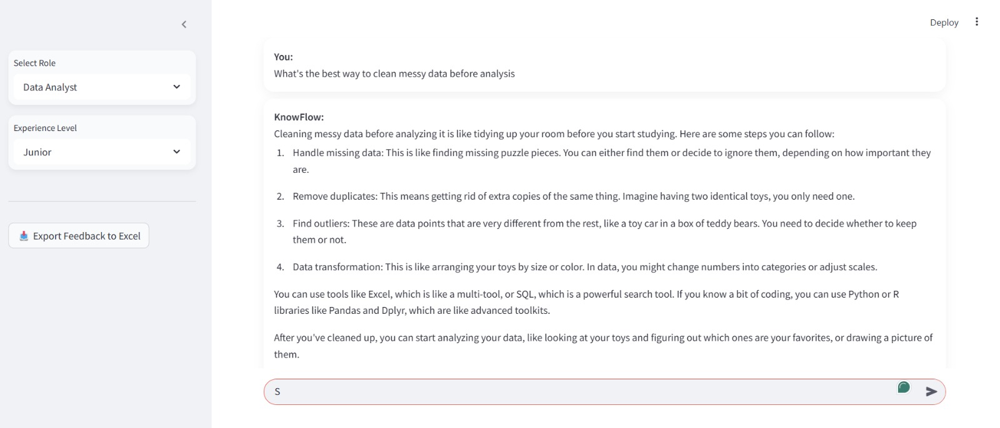 Deploy
Select Role
Data Analyst
Experience Level
Junior
Export Feedback to Excel
You:
What's the best way to clean messy data before analysis
KnowFlow:
Cleaning messy data before analyzing it is like tidying up your room before you start studying. Here are some steps you can follow:
1. Handle missing data: This is like finding missing puzzle pieces. You can either find them or decide to ignore them, depending on how important they
are.
2. Remove duplicates: This means getting rid of extra copies of the same thing. Imagine having two identical toys, you only need one.
3. Find outliers: These are data points that are very different from the rest, like a toy car in a box of teddy bears. You need to decide whether to keep
them or not.
4. Data transformation: This is like arranging your toys by size or color. In data, you might change numbers into categories or adjust scales.
You can use tools like Excel, which is like a multi-tool, or SQL, which is a powerful search tool. If you know a bit of coding, you can use Python or R
libraries like Pandas and Dplyr, which are like advanced toolkits.
After you've cleaned up, you can start analyzing your data, like looking at your toys and figuring out which ones are your favorites, or drawing a picture of
them.
S